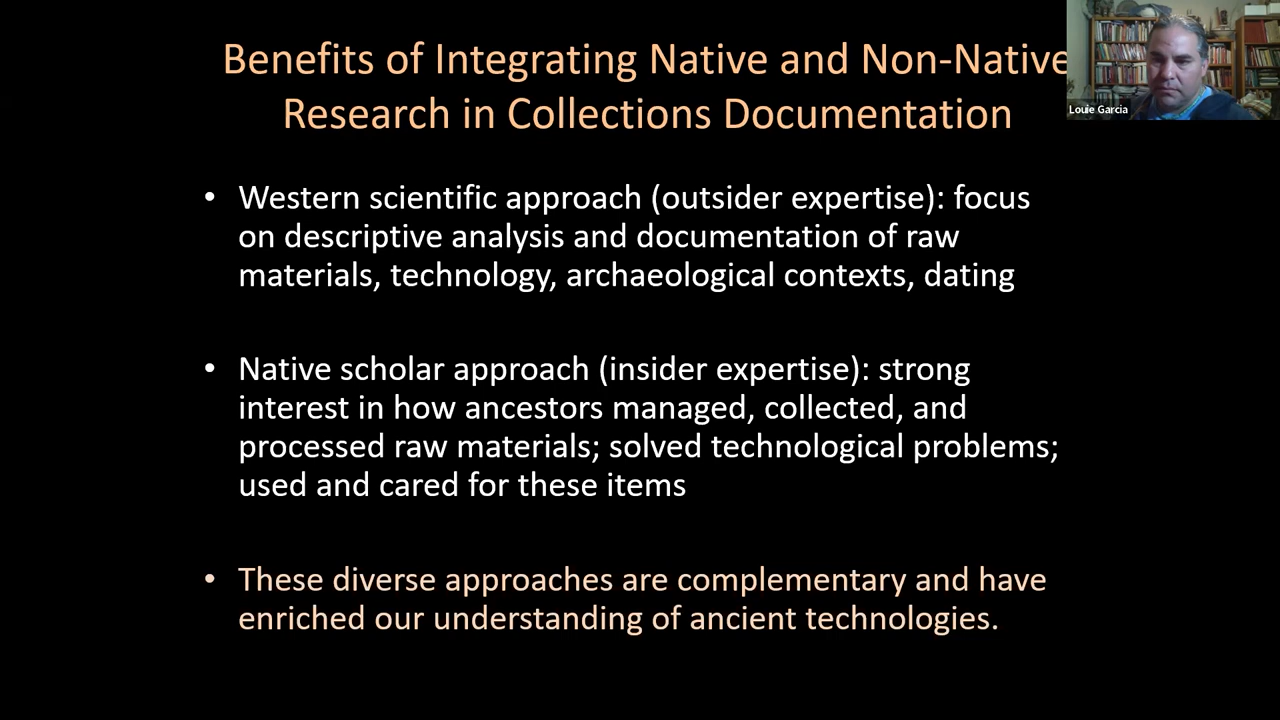 Benefits of Integrating Native and Non-Native
Research in Collections Documentation
Louie Garcia
• Western scientific approach (outsider expertise): focus
on descriptive analysis and documentation of raw
materials, technology, archaeological contexts, dating
• Native scholar approach (insider expertise): strong
interest in how ancestors managed, collected, and
processed raw materials; solved technological problems;
used and cared for these items
• These diverse approaches are complementary and have
enriched our understanding of ancient technologies.